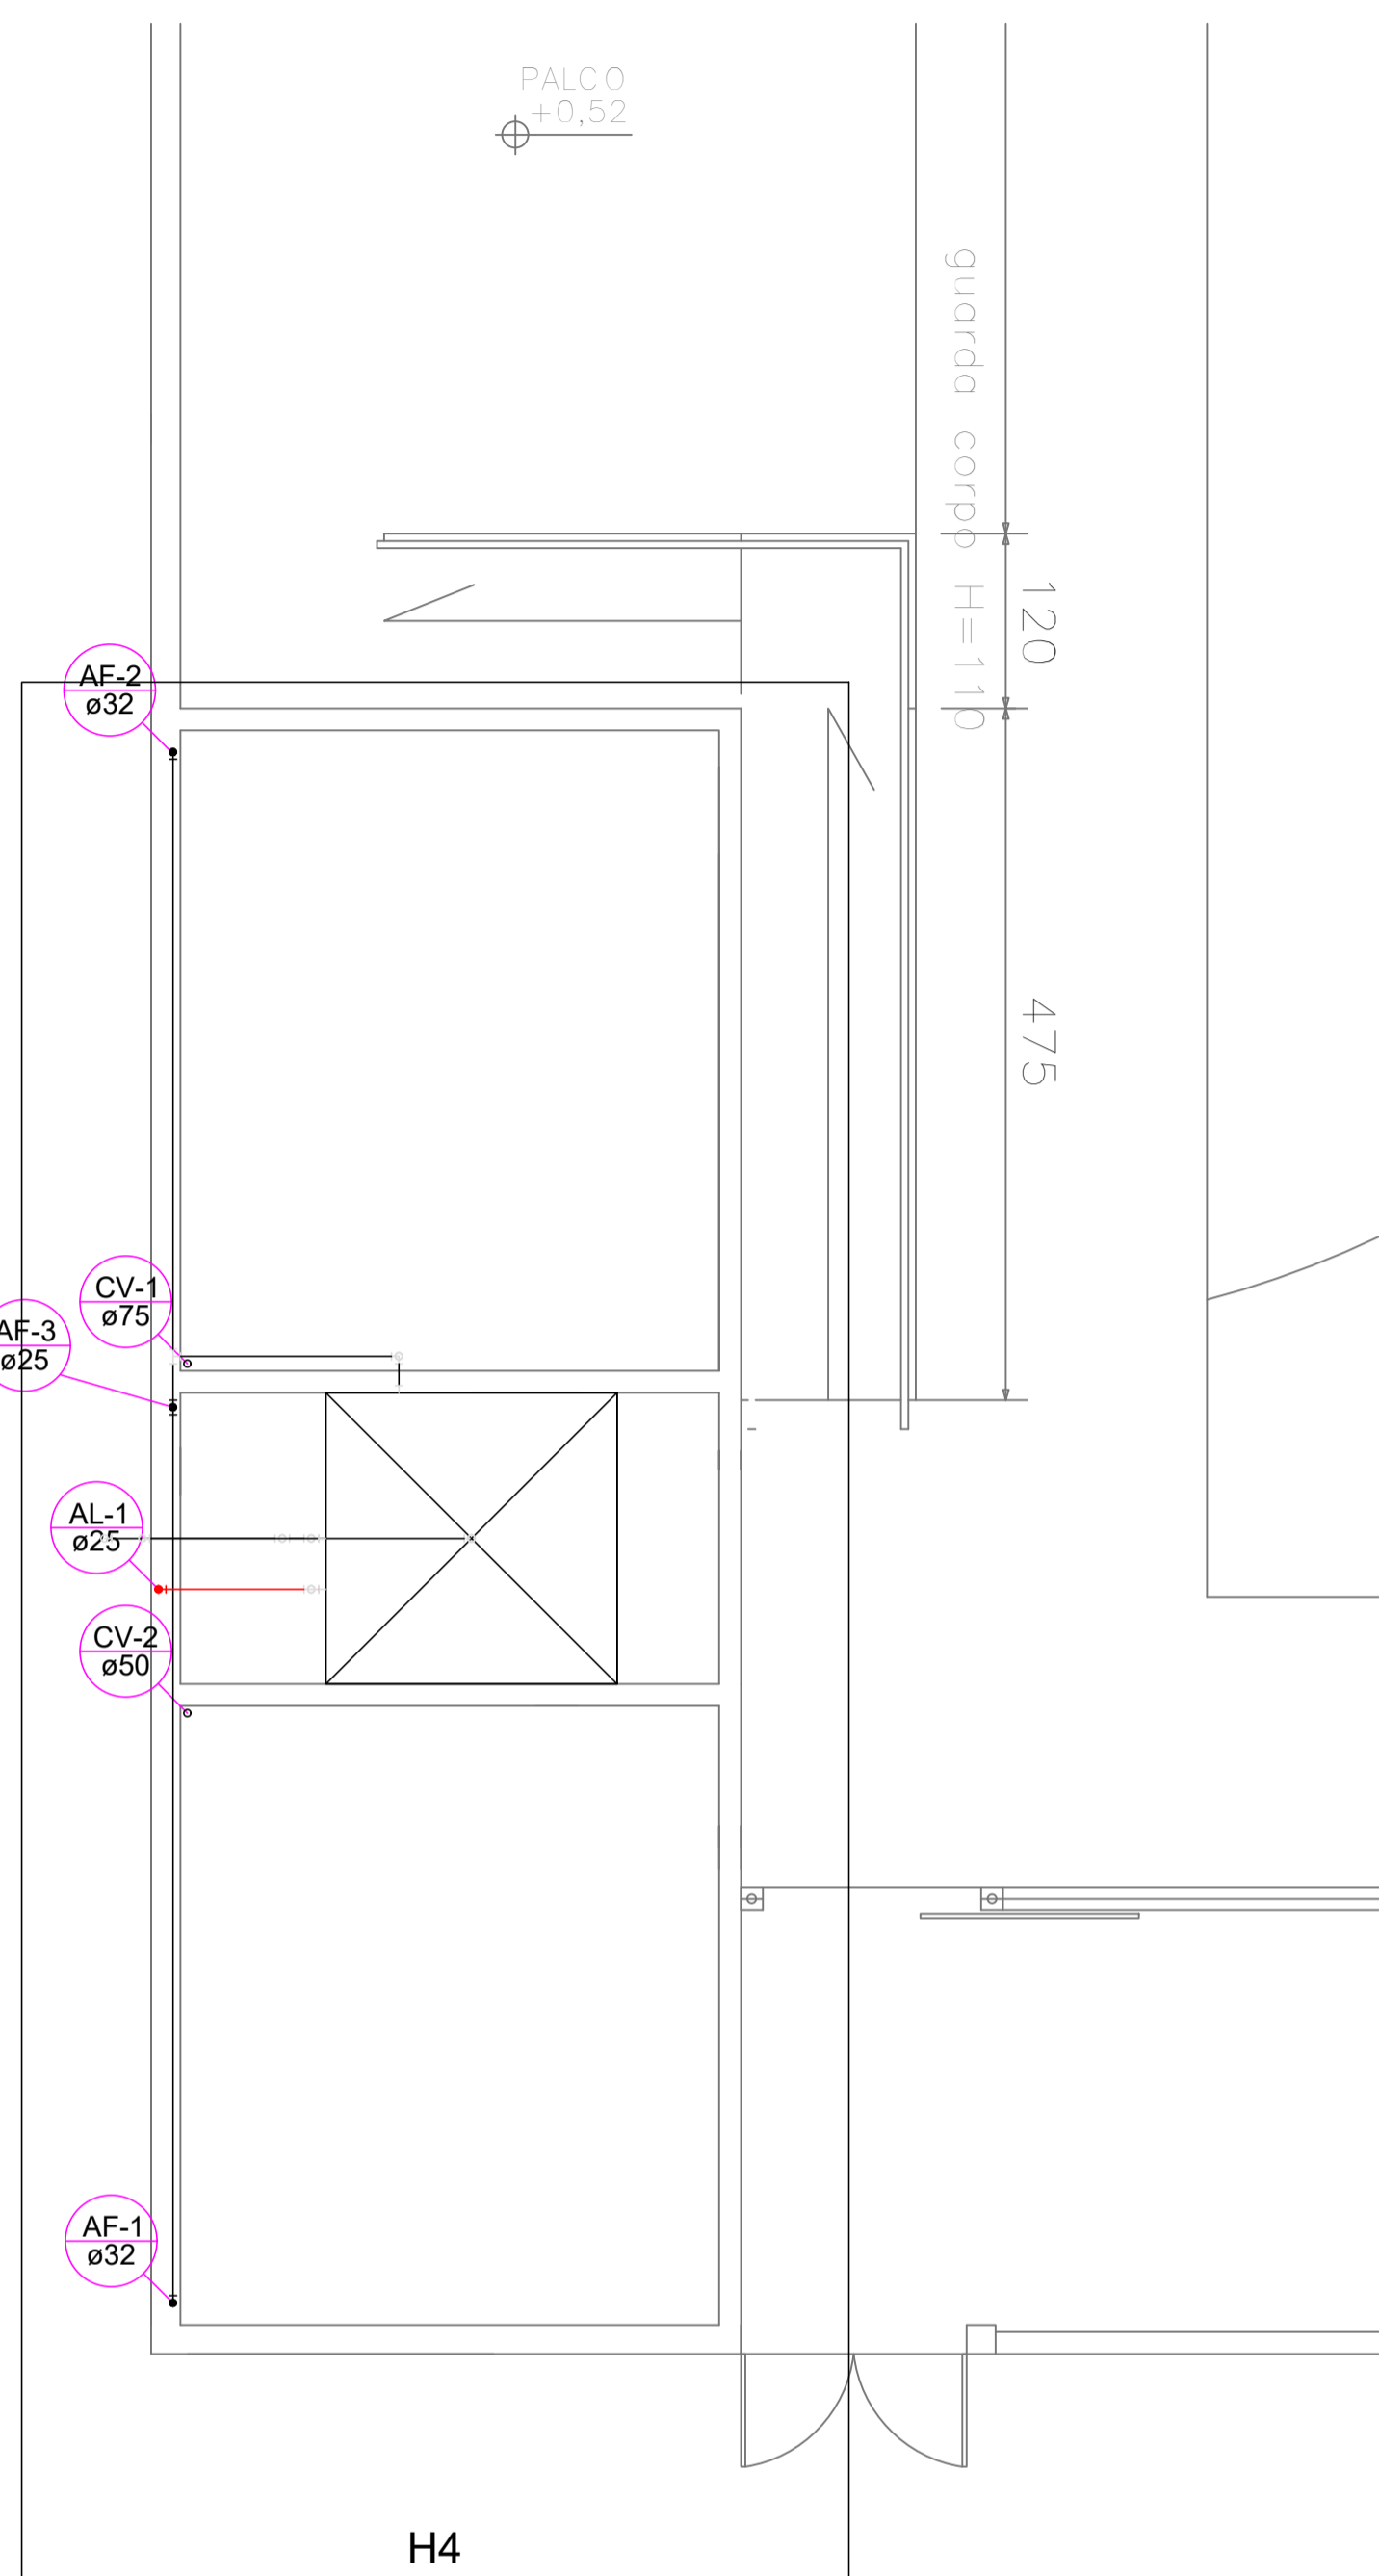 PALCO
+0,52
guarda corpo H=110
120
AF-2
ø32
475
CV-1
ø75
AF-3
ø25
AL-1
ø25
CV-2
ø50
AF-1
ø32
H4